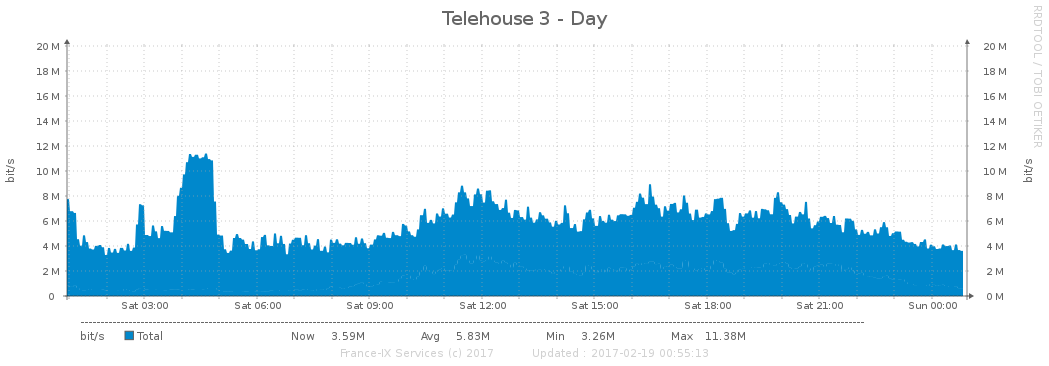 Telehouse 3 - Day
RRDTOOL / TOBI OETIKER
bit/s
bit/s
20 M 20 M
18 M 18 M
16 M 16 M
14 M 14 M
12 M 12 M
10 M 10 M
8 M 8 M
6 M 6 M
4 M 4 M
2 M 2 M
0 0 M
Sat 03:00 Sat 06:00 Sat 09:00 Sat 12:00 Sat 15:00 Sat 18:00 Sat 21:00 Sun 00:00
bit/s Total Now 3.59M Avg 5.83M Min 3.26M Max 11.38M
France-IX Services (c) 2017 Updated : 2017-02-19 00:55:13